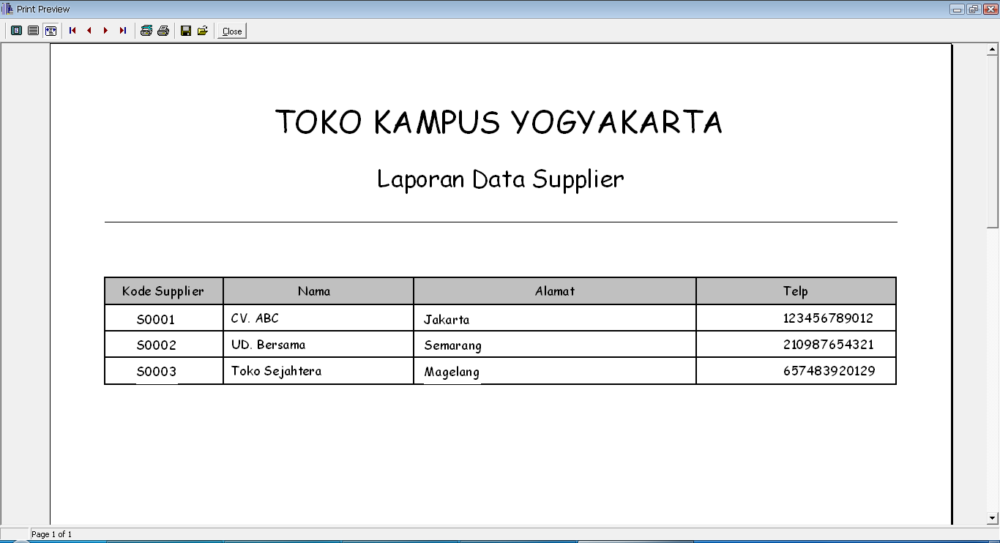 Print Preview
Close
TOKO KAMPUS YOGYAKARTA
Laporan Data Supplier
Kode Supplier Nama Alamat Telp
S0001 CV. ABC Jakarta 123456789012
S0002 UD. Bersama Semarang 210987654321
S0003 Toko Sejahtera Magelang 657483920129
Page 1 of 1